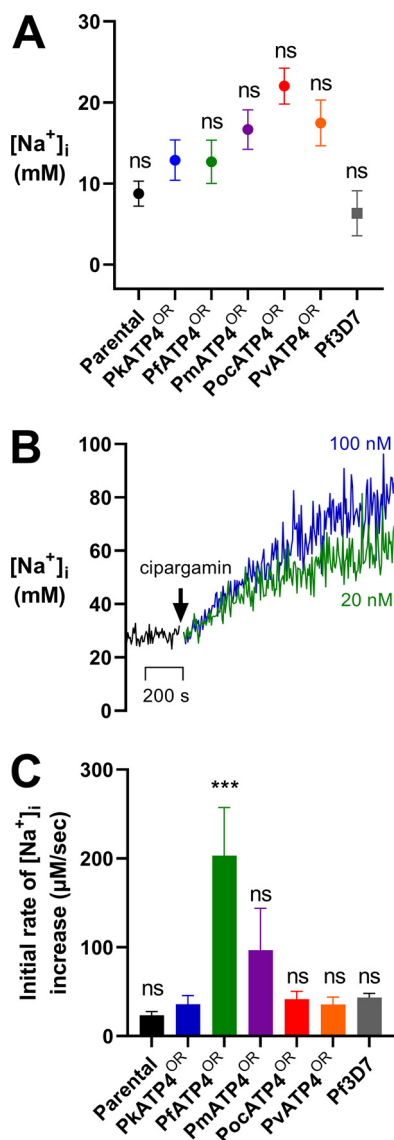 A
30
20
10
0
[Na⁺]ᵢ
(mM)
ns
ns
ns
ns
ns
ns
ns
Parental
PkATP4ᴼᴿ
PfATP4ᴼᴿ
PmATP4ᴼᴿ
PocATP4ᴼᴿ
PvATP4ᴼᴿ
Pf3D7
B
100
80
60
40
20
0
[Na⁺]ᵢ
(mM)
100 nM
cipargamin
20 nM
200 s
C
300
200
100
0
Initial rate of [Na⁺]ᵢ
increase (µM/sec)
ns
ns
***
ns
ns
ns
ns
Parental
PkATP4ᴼᴿ
PfATP4ᴼᴿ
PmATP4ᴼᴿ
PocATP4ᴼᴿ
PvATP4ᴼᴿ
Pf3D7